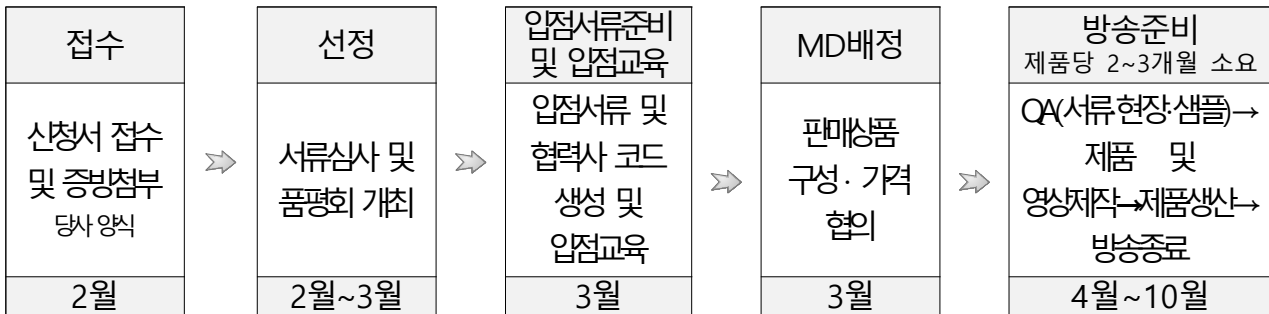 접수
신청서 접수
및 증빙첨부
당사 양식
2월
선정
서류심사 및
품평회 개최
2월~3월
입점서류준비
및 입점교육
입점서류 및
협력사 코드
생성 및
입점교육
3월
MD배정
판매상품
구성· 가격
협의
3월
방송준비
제품당 2~3개월 소요
QA(서류·현장·샘플)→
제품 및
영상제작→제품생산→
방송종료
4월~10월